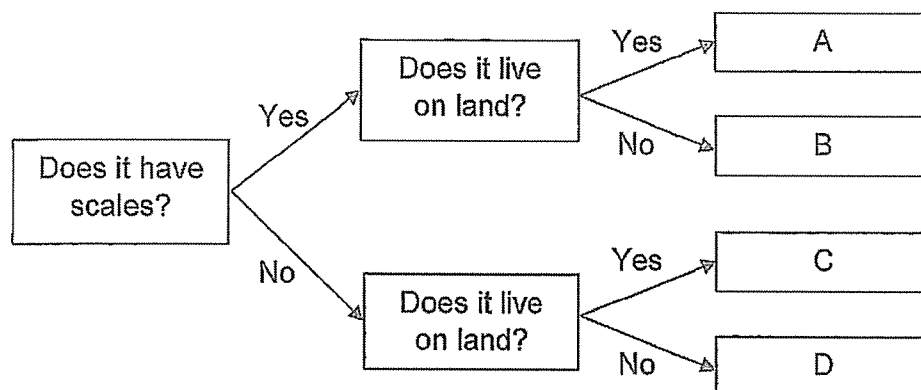 Does it have
scales?
Yes
No
Does it live
on land?
Yes
A
No
B
Does it live
on land?
Yes
C
No
D